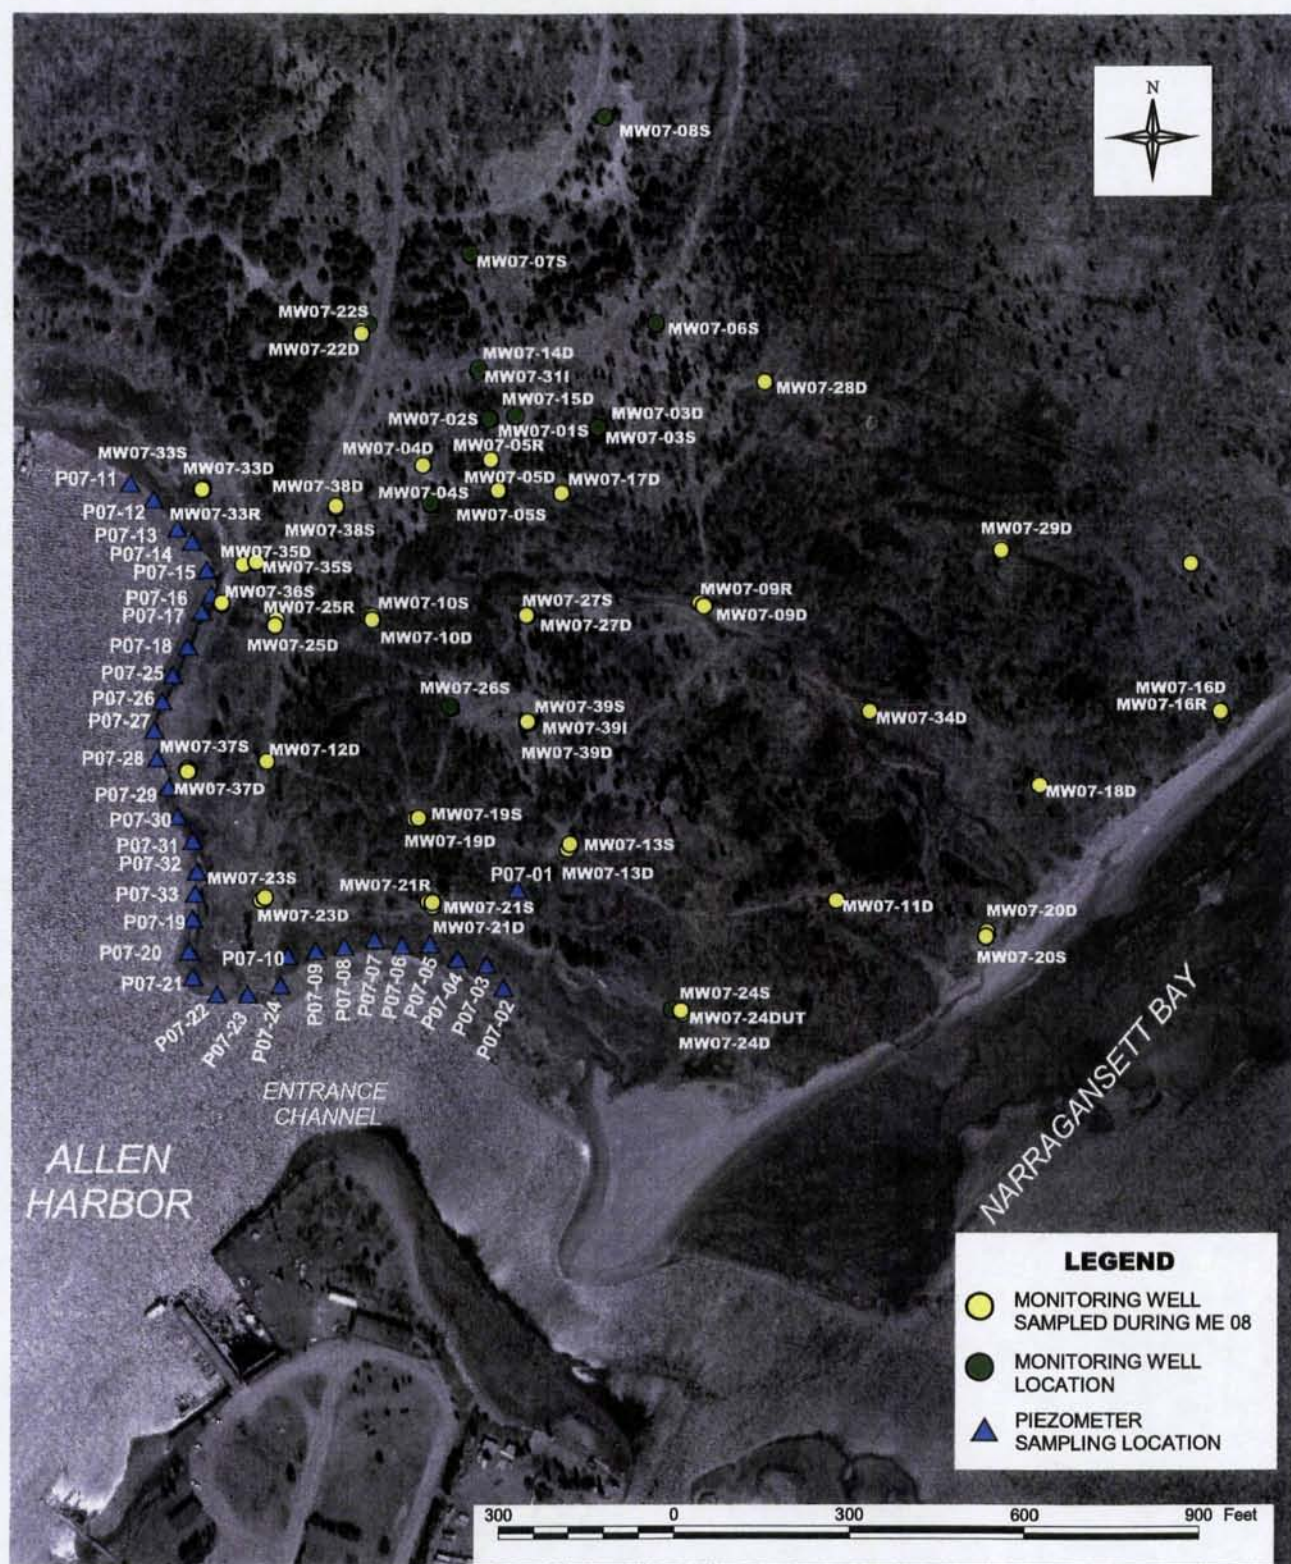 N
MW07-08S
MW07-07S
MW07-22S
MW07-22D
MW07-06S
MW07-14D
MW07-31I
MW07-28D
MW07-15D
MW07-02S
MW07-03D
MW07-01S
MW07-03S
MW07-05R
MW07-04D
MW07-33S
MW07-33D
P07-11
MW07-05D
MW07-17D
MW07-38D
MW07-04S
P07-12
MW07-33R
MW07-05S
MW07-38S
MW07-29D
P07-13
P07-14
MW07-35D
MW07-35S
P07-15
MW07-36S
MW07-09R
P07-16
MW07-25R
MW07-10S
MW07-27S
P07-17
MW07-09D
MW07-27D
MW07-10D
P07-18
MW07-25D
P07-25
MW07-26S
MW07-16D
P07-26
MW07-16R
MW07-39S
MW07-34D
P07-27
MW07-39I
MW07-37S
MW07-12D
MW07-39D
P07-28
MW07-37D
MW07-18D
P07-29
P07-30
MW07-19S
P07-31
MW07-19D
MW07-13S
P07-32
MW07-13D
MW07-23S
MW07-21R
P07-01
P07-33
MW07-21S
MW07-11D
MW07-23D
MW07-20D
P07-19
MW07-21D
P07-20
P07-10
MW07-20S
P07-21
P07-22
P07-23
P07-24
P07-09
P07-08
P07-07
P07-06
P07-05
P07-04
P07-03
P07-02
MW07-24S
MW07-24DUT
MW07-24D
ENTRANCE
CHANNEL
ALLEN
HARBOR
NARRAGANSETT BAY
LEGEND
MONITORING WELL
SAMPLED DURING ME 08
MONITORING WELL
LOCATION
PIEZOMETER
SAMPLING LOCATION
300 0 300 600 900 Feet